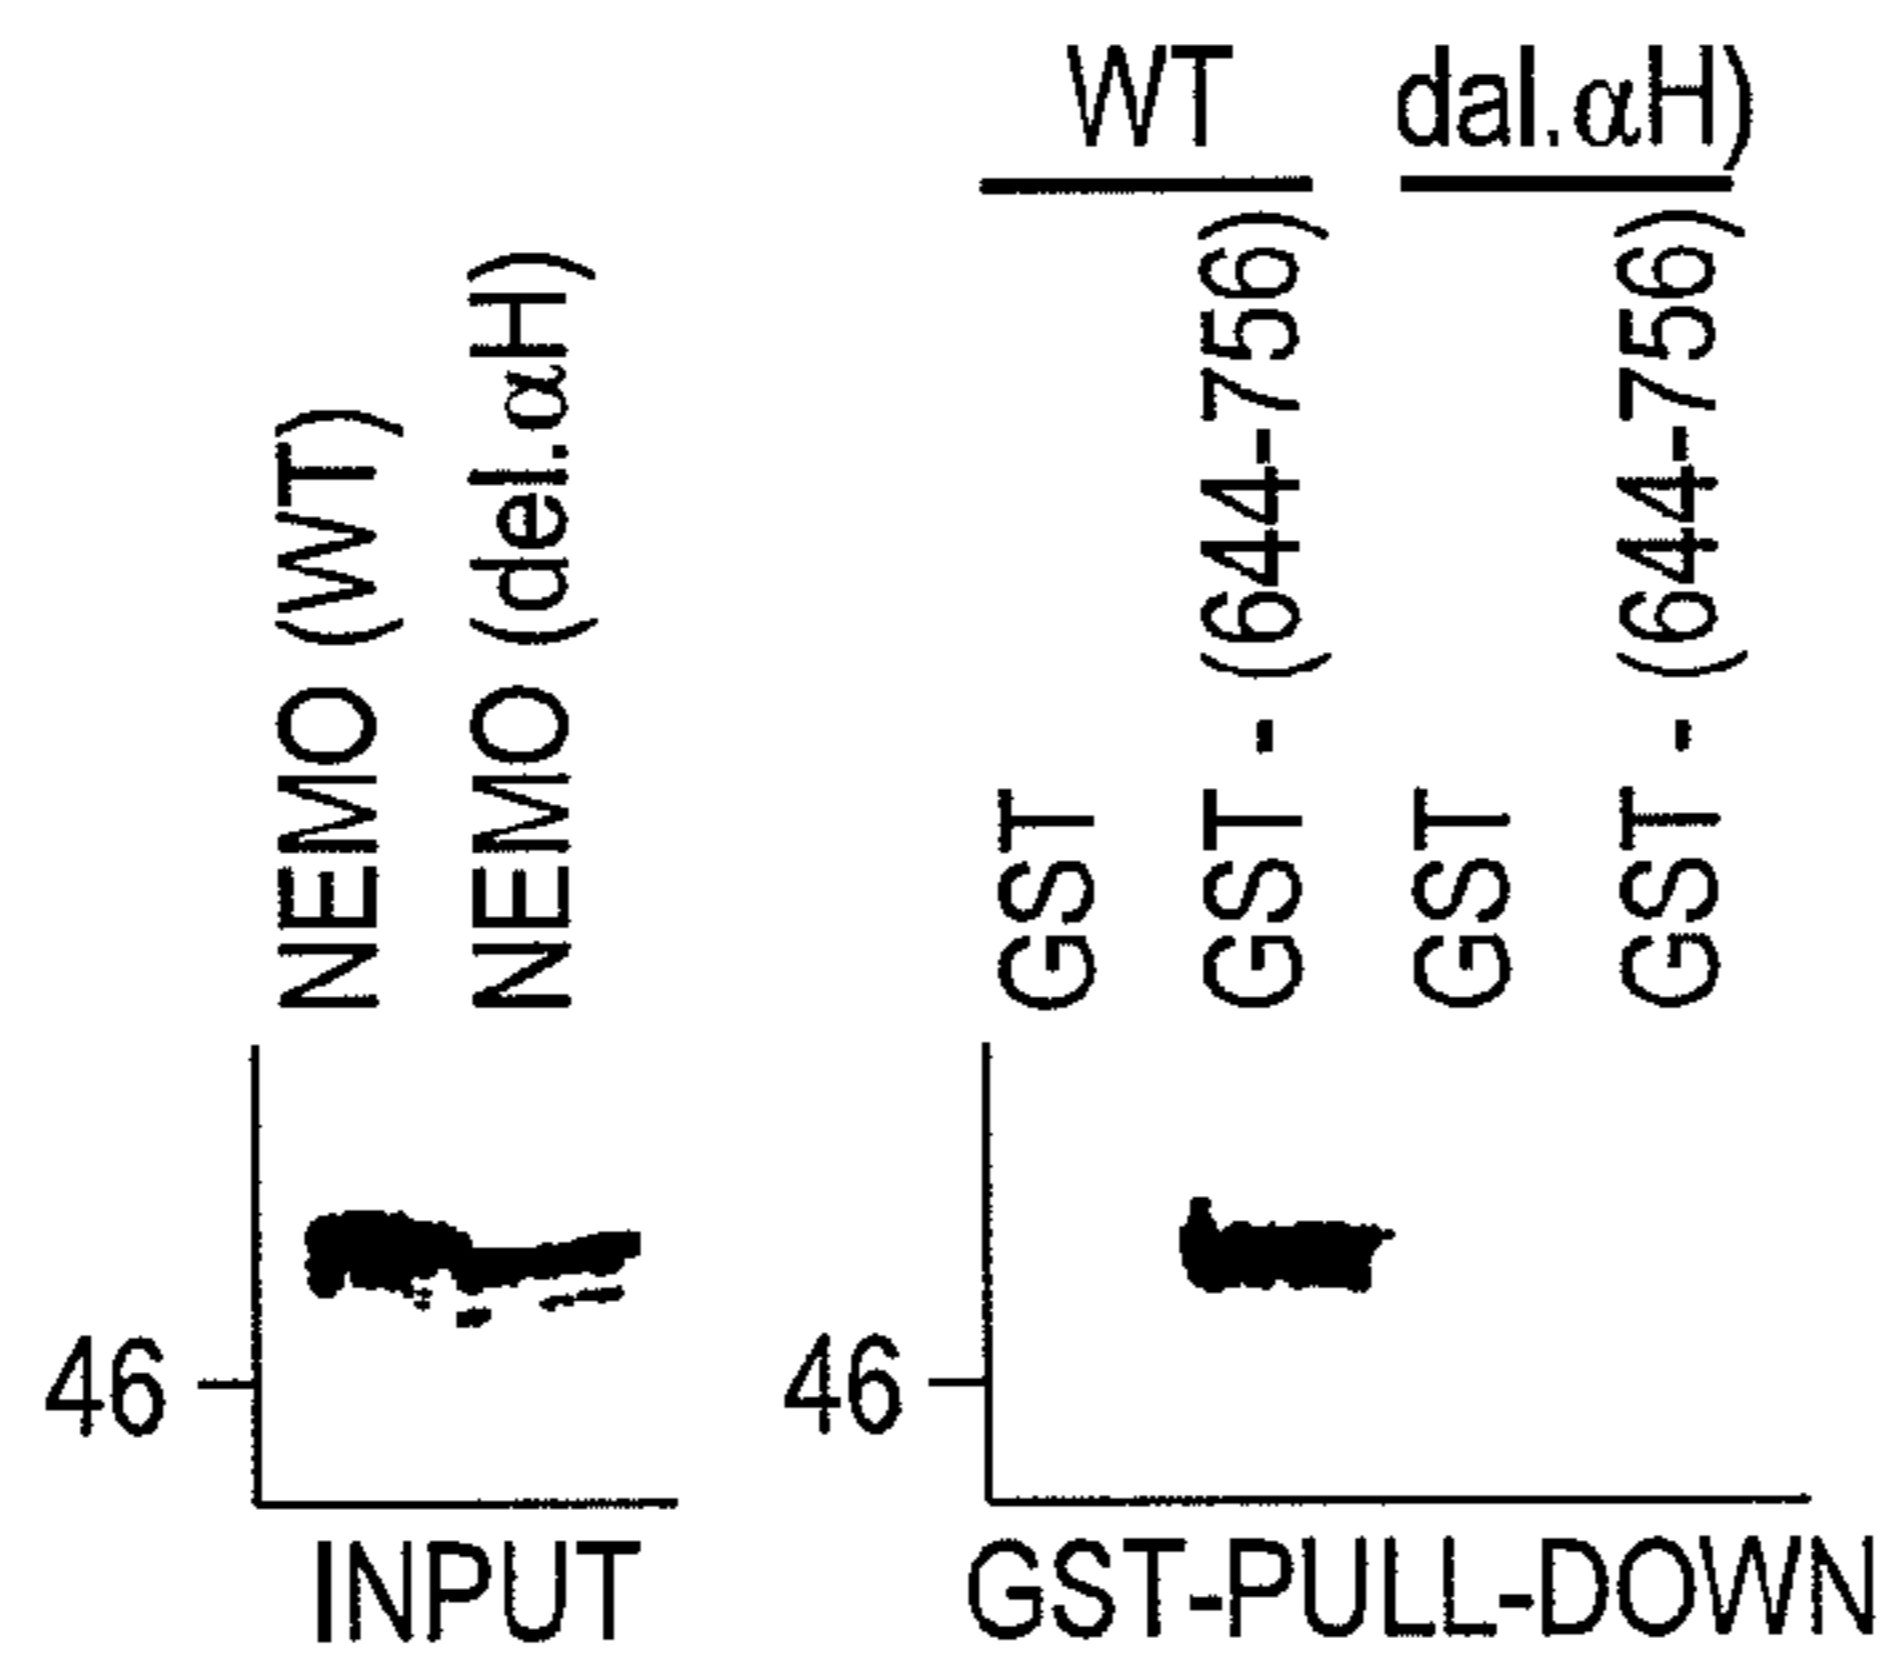 NEMO (WT)
NEMO (del.αH)
46
INPUT
WT
dal.αH)
GST
GST - (644-756)
GST
GST - (644-756)
46
GST-PULL-DOWN